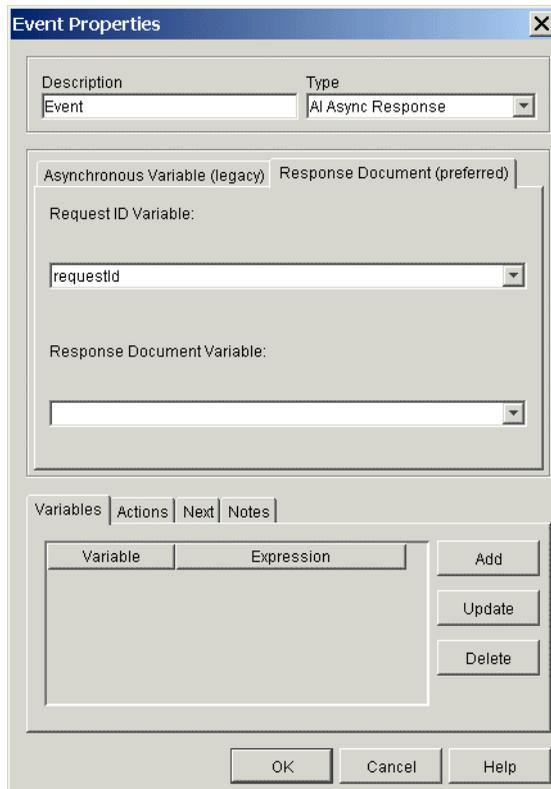 Event Properties
Description Type
Event AI Async Response
Asynchronous Variable (legacy) Response Document (preferred)
Request ID Variable:
requestId
Response Document Variable:
Variables Actions Next Notes
Variable Expression Add
Update
Delete
OK Cancel Help